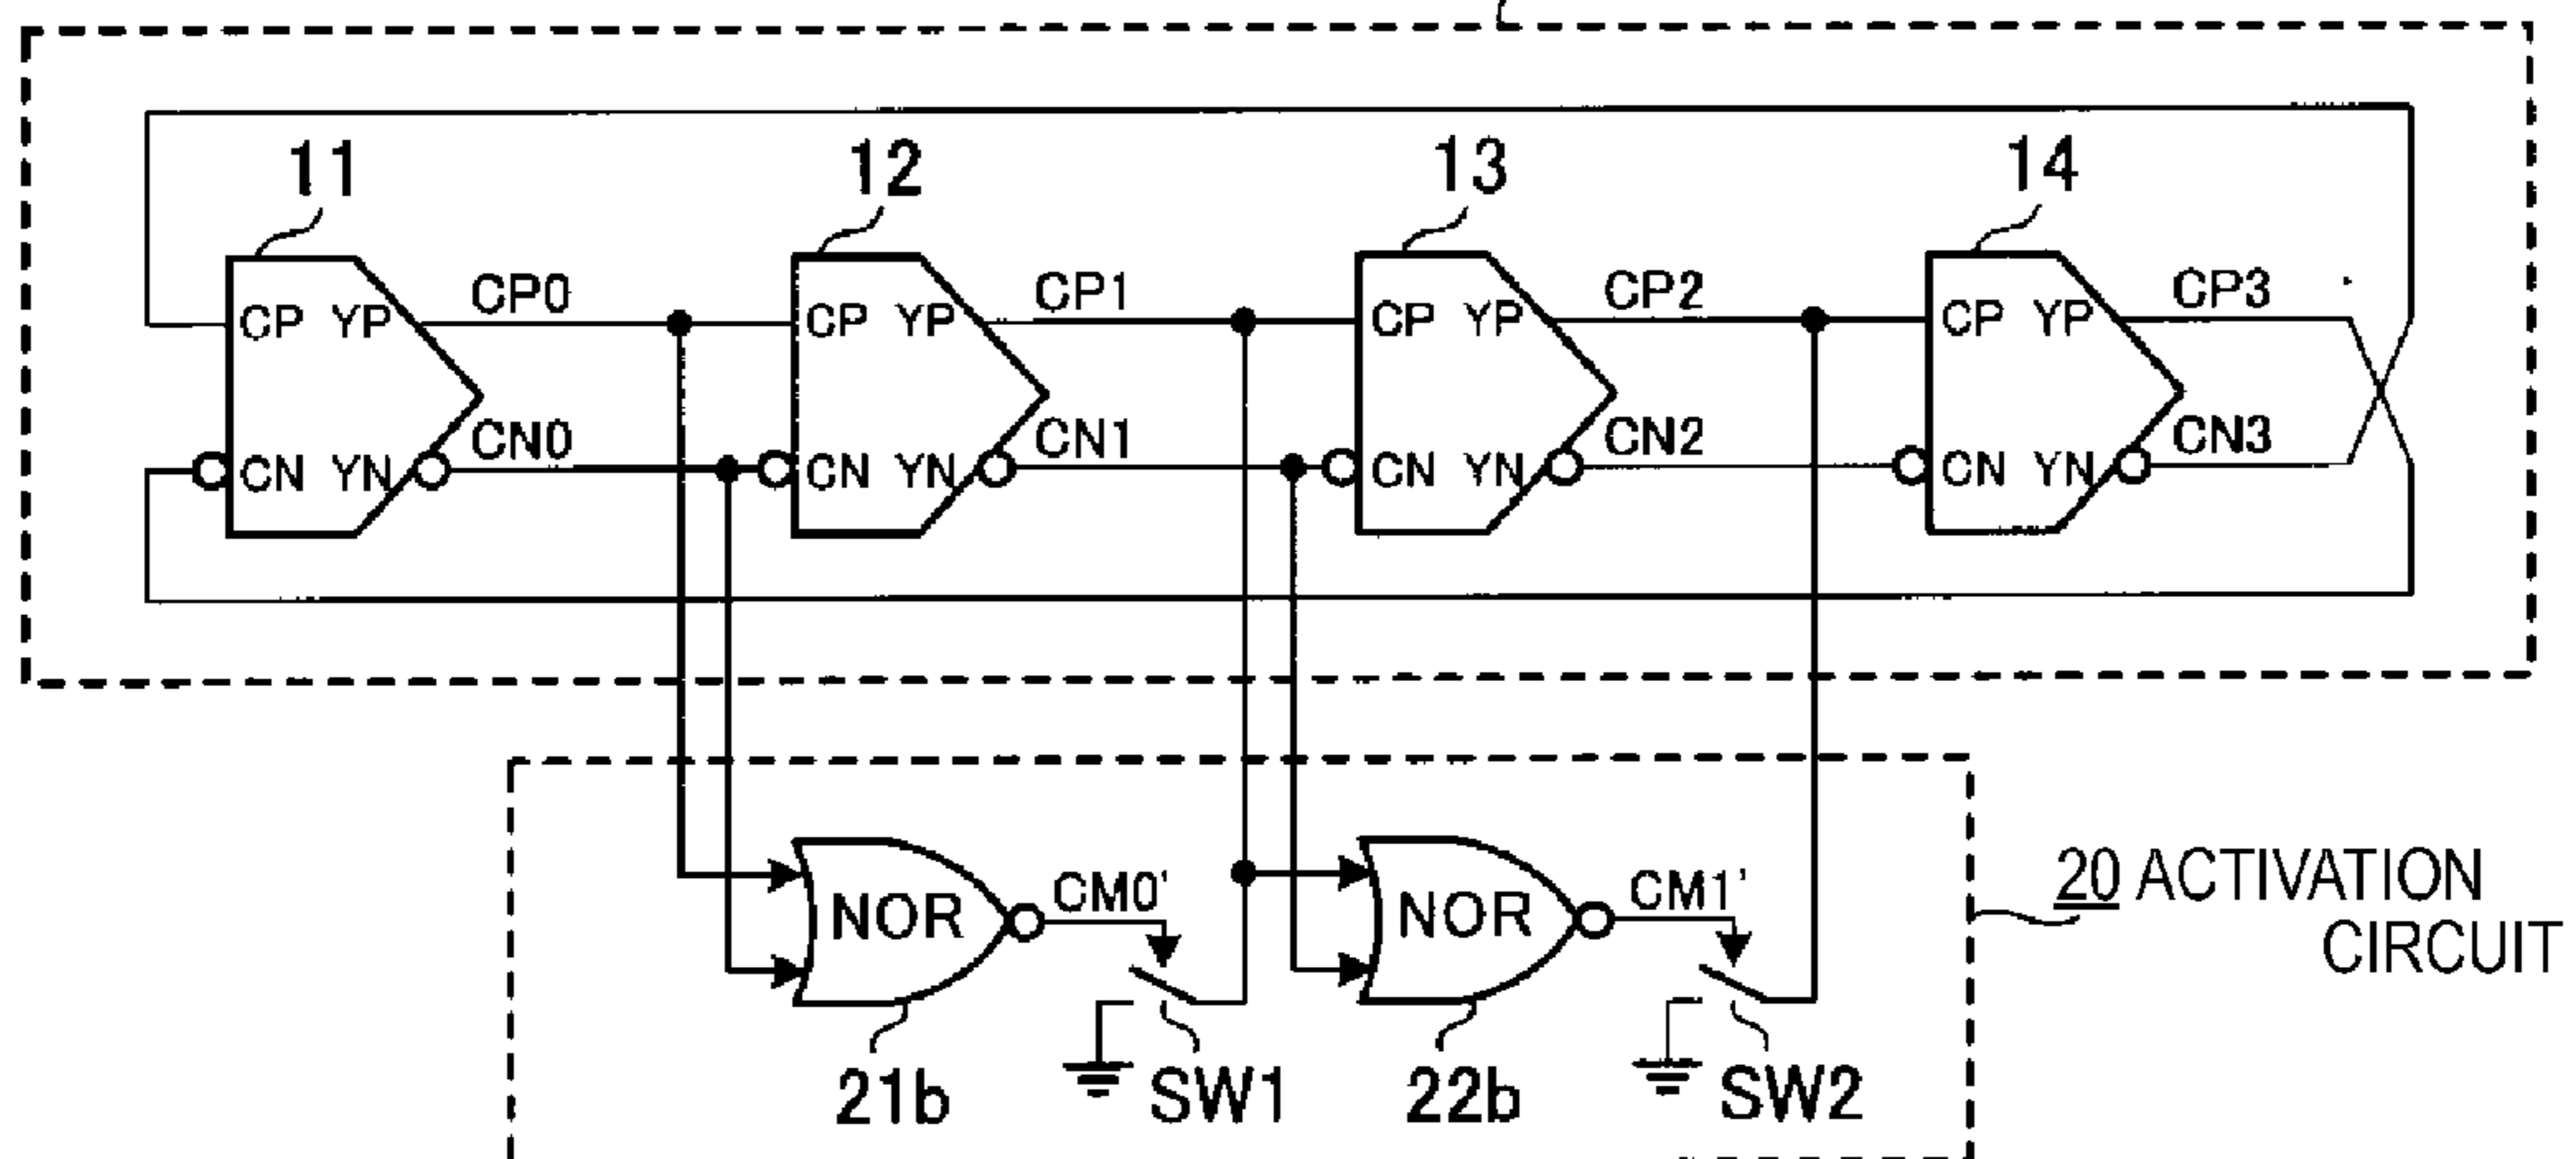 11 12 13 14
CP0 CP1 CP2 CP3
CP YP CP YP CP YP CP YP
CN0 CN1 CN2 CN3
CN YN CN YN CN YN CN YN
NOR CM0' NOR CM1'
20 ACTIVATION
CIRCUIT
21b SW1 22b SW2